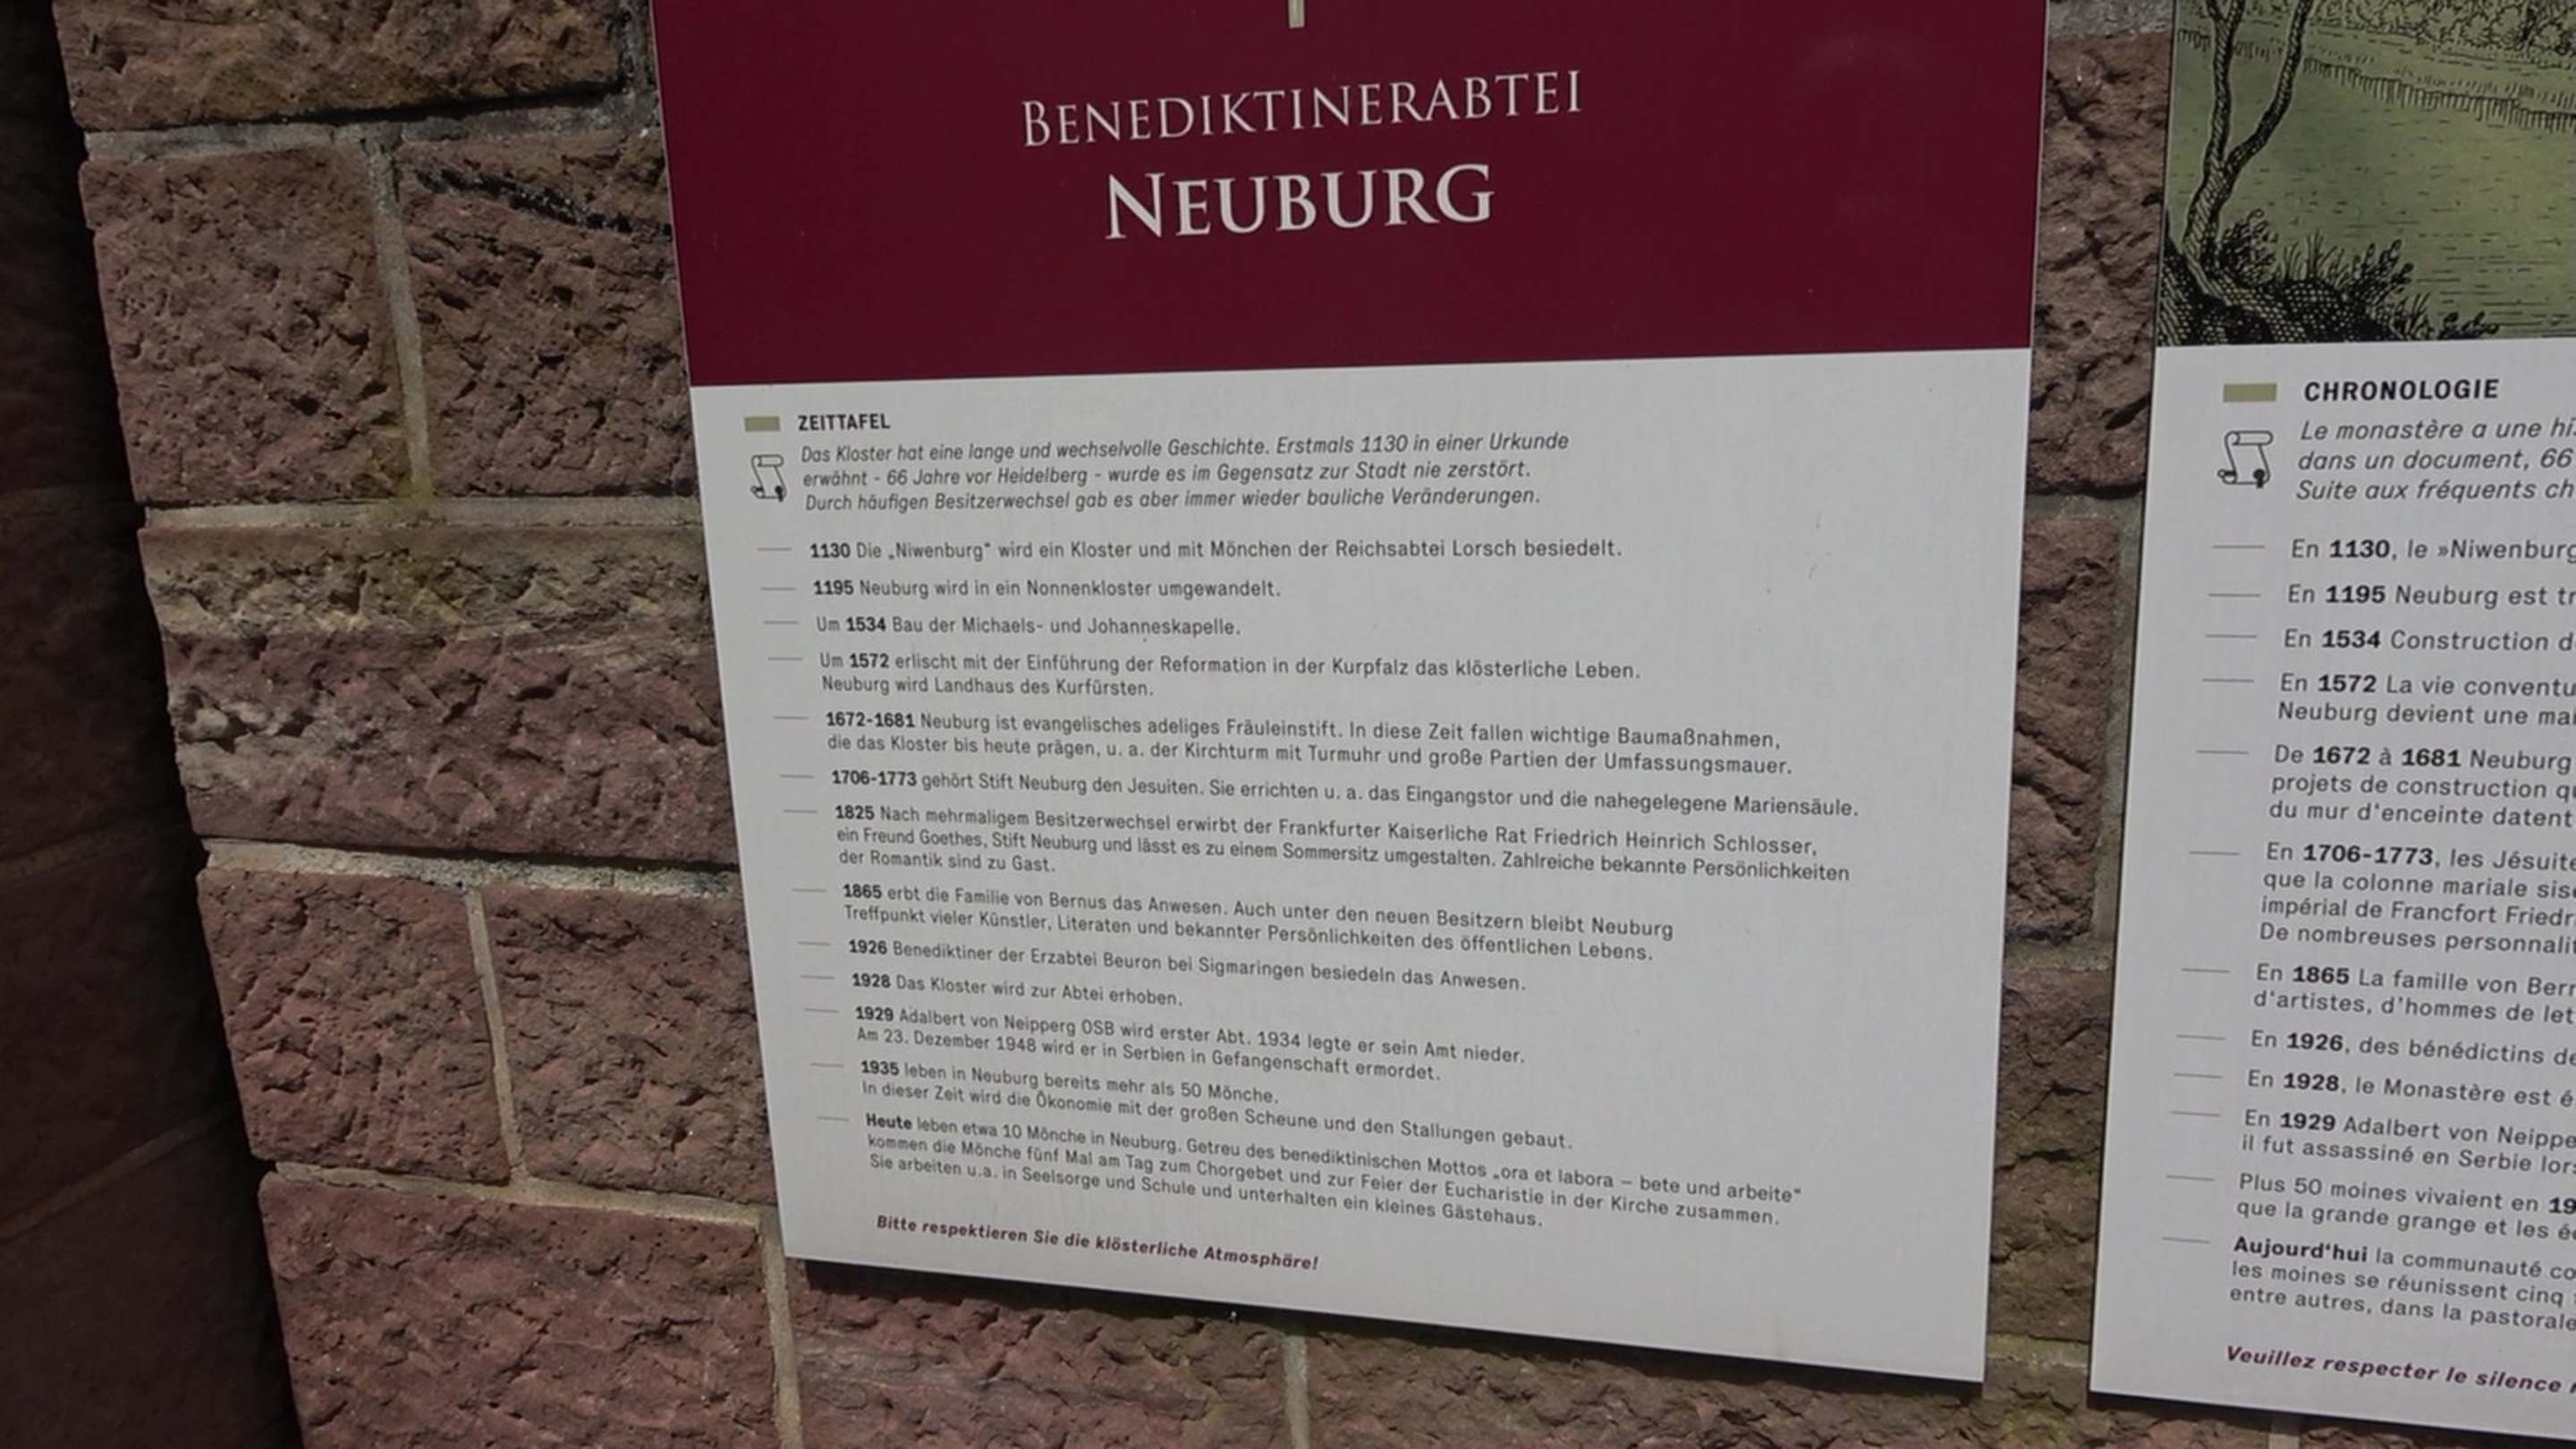 BENEDIKTINERABTEI
NEUBURG
ZEITTAFEL
Das Kloster hat eine lange und wechselvolle Geschichte. Erstmals 1130 in einer Urkunde
erwähnt - 66 Jahre vor Heidelberg - wurde es im Gegensatz zur Stadt nie zerstört.
Durch häufigen Besitzerwechsel gab es aber immer wieder bauliche Veränderungen.
1130 Die „Niwenburg“ wird ein Kloster und mit Mönchen der Reichsabtei Lorsch besiedelt.
1195 Neuburg wird in ein Nonnenkloster umgewandelt.
Um 1534 Bau der Michaels- und Johanneskapelle.
Um 1572 erlischt mit der Einführung der Reformation in der Kurpfalz das klösterliche Leben.
Neuburg wird Landhaus des Kurfürsten.
1672-1681 Neuburg ist evangelisches adeliges Fräuleinstift. In diese Zeit fallen wichtige Baumaßnahmen,
die das Kloster bis heute prägen, u. a. der Kirchturm mit Turmuhr und große Partien der Umfassungsmauer.
1706-1773 gehört Stift Neuburg den Jesuiten. Sie errichten u. a. das Eingangstor und die nahegelegene Mariensäule.
1825 Nach mehrmaligem Besitzerwechsel erwirbt der Frankfurter Kaiserliche Rat Friedrich Heinrich Schlosser,
ein Freund Goethes, Stift Neuburg und lässt es zu einem Sommersitz umgestalten. Zahlreiche bekannte Persönlichkeiten
der Romantik sind zu Gast.
1865 erbt die Familie von Bernus das Anwesen. Auch unter den neuen Besitzern bleibt Neuburg
Treffpunkt vieler Künstler, Literaten und bekannter Persönlichkeiten des öffentlichen Lebens.
1926 Benediktiner der Erzabtei Beuron bei Sigmaringen besiedeln das Anwesen.
1928 Das Kloster wird zur Abtei erhoben.
1929 Adalbert von Neipperg OSB wird erster Abt. 1934 legte er sein Amt nieder.
Am 23. Dezember 1948 wird er in Serbien in Gefangenschaft ermordet.
1935 leben in Neuburg bereits mehr als 50 Mönche.
In dieser Zeit wird die Ökonomie mit der großen Scheune und den Stallungen gebaut.
Heute leben etwa 10 Mönche in Neuburg. Getreu des benediktinischen Mottos „ora et labora – bete und arbeite“
kommen die Mönche fünf Mal am Tag zum Chorgebet und zur Feier der Eucharistie in der Kirche zusammen.
Sie arbeiten u.a. in Seelsorge und Schule und unterhalten ein kleines Gästehaus.
Bitte respektieren Sie die klösterliche Atmosphäre!
CHRONOLOGIE
Le monastère a une
dans un document, 66
Suite aux fréquents
En 1130, le »Niwenburg
En 1195 Neuburg est
En 1534 Construction
En 1572 La vie
Neuburg devient une
De 1672 à 1681 Neuburg
projets de construction
du mur d'enceinte datent
En 1706-1773, les
que la colonne mariale
impérial de Francfort
De nombreuses
En 1865 La famille von
d'artistes, d'hommes de
En 1926, des bénédictins
En 1928, le Monastère est
En 1929 Adalbert von
il fut assassiné en Serbie
Plus 50 moines vivaient en
que la grande grange et les
Aujourd'hui la communauté
les moines se réunissent cinq
entre autres, dans la
Veuillez respecter le silence